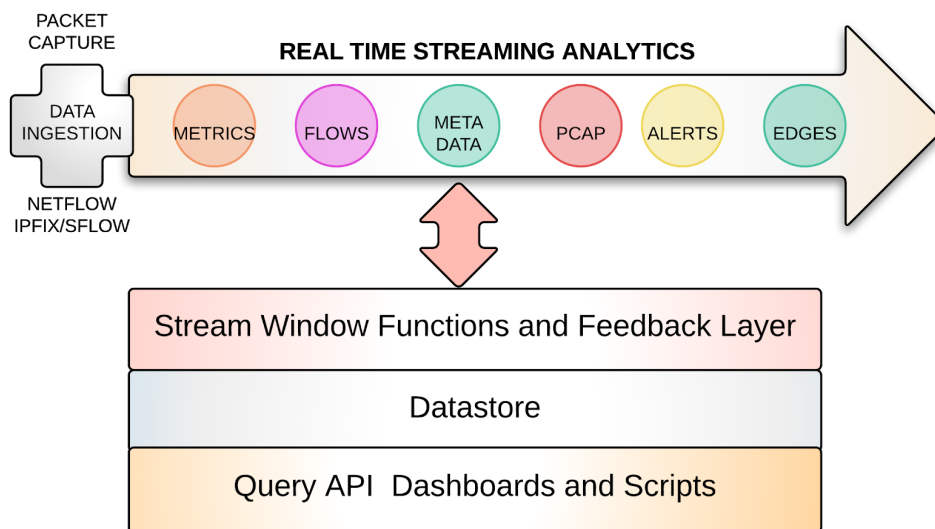 PACKET
CAPTURE
REAL TIME STREAMING ANALYTICS
DATA
INGESTION
METRICS
FLOWS
META
DATA
PCAP
ALERTS
EDGES
NETFLOW
IPFIX/SFLOW
Stream Window Functions and Feedback Layer
Datastore
Query API  Dashboards and Scripts